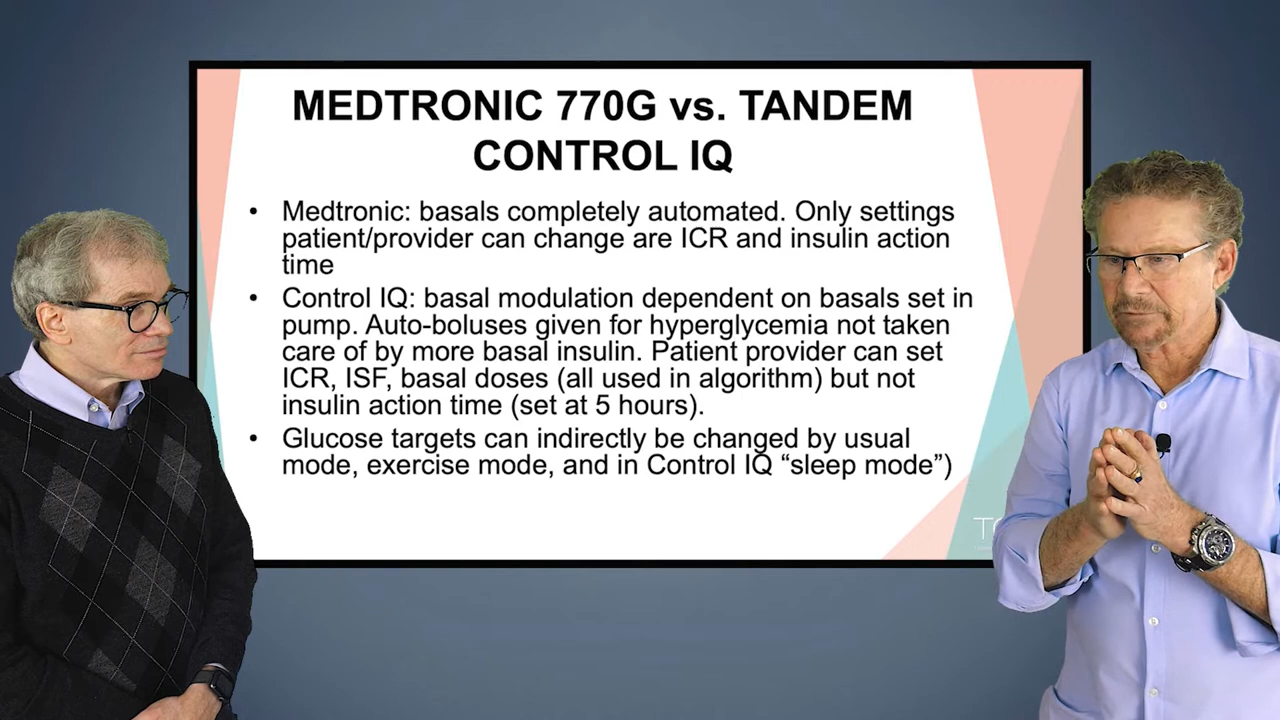 MEDTRONIC 770G vs. TANDEM
CONTROL IQ
• Medtronic: basals completely automated. Only settings
patient/provider can change are ICR and insulin action
time
• Control IQ: basal modulation dependent on basals set in
pump. Auto-boluses given for hyperglycemia not taken
care of by more basal insulin. Patient provider can set
ICR, ISF, basal doses (all used in algorithm) but not
insulin action time (set at 5 hours).
• Glucose targets can indirectly be changed by usual
mode, exercise mode, and in Control IQ “sleep mode”)